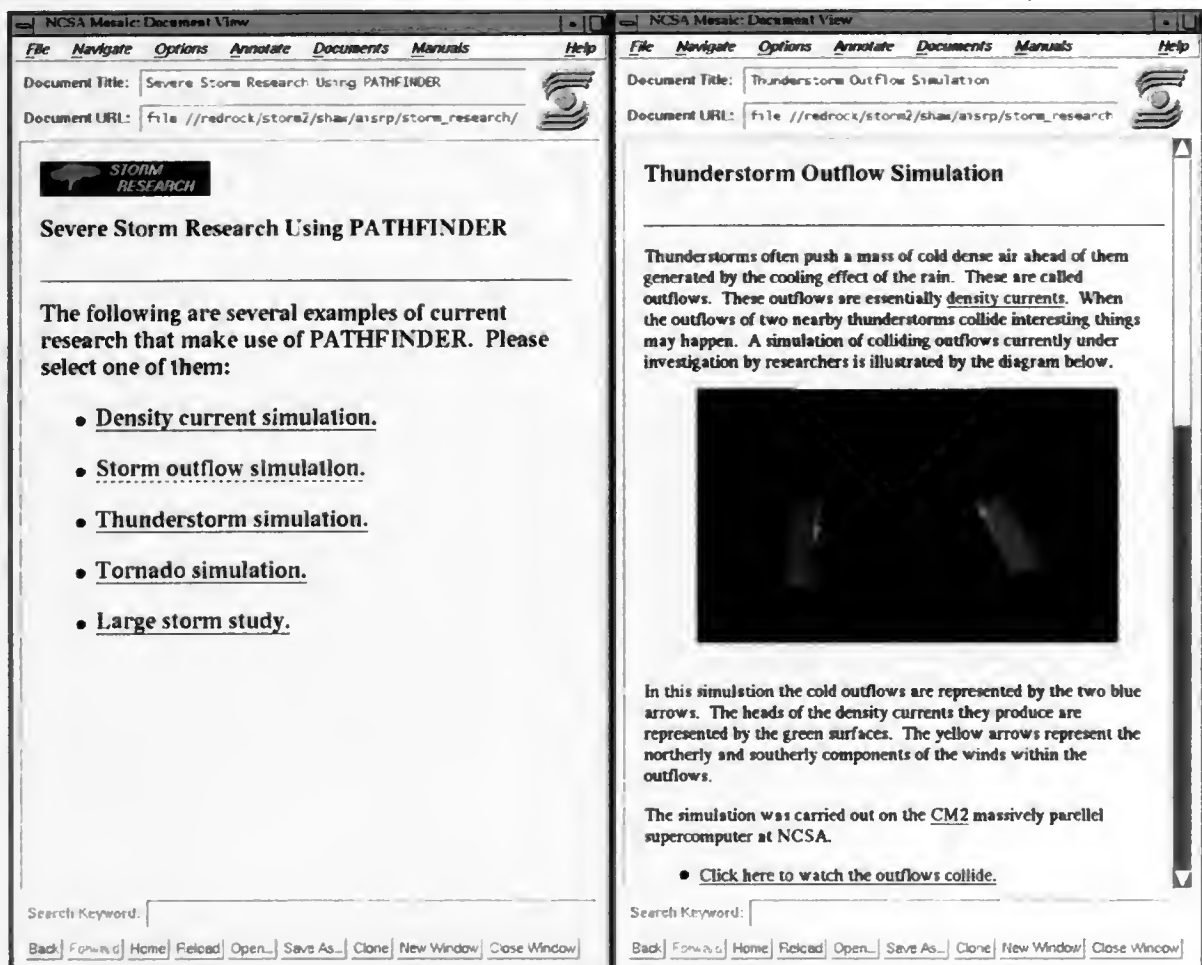 NCSA Mosaic: Document View
File Navigate Options Annotate Documents Manuals Help
Document Title: Severe Storm Research Using PATHFINDER
Document URL: file //redrock/storm2/shaw/aisrp/storm_research/
STORM
RESEARCH
Severe Storm Research Using PATHFINDER
The following are several examples of current
research that make use of PATHFINDER. Please
select one of them:
• Density current simulation.
• Storm outflow simulation.
• Thunderstorm simulation.
• Tornado simulation.
• Large storm study.
Search Keyword:
Back Forward Home Reload Open... Save As... Clone New Window Close Window
NCSA Mosaic: Document View
File Navigate Options Annotate Documents Manuals Help
Document Title: Thunderstorm Outflow Simulation
Document URL: file //redrock/storm2/shaw/aisrp/storm_research
Thunderstorm Outflow Simulation
Thunderstorms often push a mass of cold dense air ahead of them
generated by the cooling effect of the rain. These are called
outflows. These outflows are essentially density currents. When
the outflows of two nearby thunderstorms collide interesting things
may happen. A simulation of colliding outflows currently under
investigation by researchers is illustrated by the diagram below.
In this simulation the cold outflows are represented by the two blue
arrows. The heads of the density currents they produce are
represented by the green surfaces. The yellow arrows represent the
northerly and southerly components of the winds within the
outflows.
The simulation was carried out on the CM2 massively parellel
supercomputer at NCSA.
• Click here to watch the outflows collide.
Search Keyword:
Back Forward Home Reload Open... Save As... Clone New Window Close Window